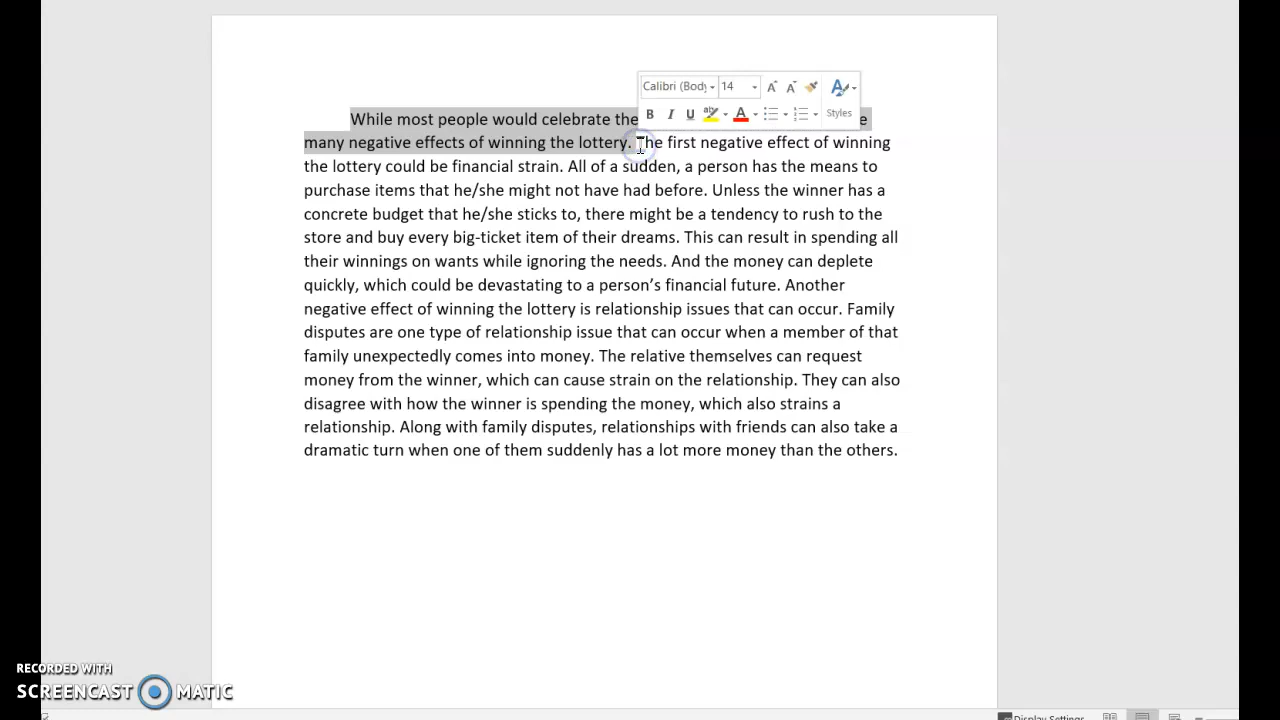 Calibri (Body 14 A A A
B I U aby A Styles
While most people would celebrate the e
many negative effects of winning the lottery. The first negative effect of winning
the lottery could be financial strain. All of a sudden, a person has the means to
purchase items that he/she might not have had before. Unless the winner has a
concrete budget that he/she sticks to, there might be a tendency to rush to the
store and buy every big-ticket item of their dreams. This can result in spending all
their winnings on wants while ignoring the needs. And the money can deplete
quickly, which could be devastating to a person’s financial future. Another
negative effect of winning the lottery is relationship issues that can occur. Family
disputes are one type of relationship issue that can occur when a member of that
family unexpectedly comes into money. The relative themselves can request
money from the winner, which can cause strain on the relationship. They can also
disagree with how the winner is spending the money, which also strains a
relationship. Along with family disputes, relationships with friends can also take a
dramatic turn when one of them suddenly has a lot more money than the others.
RECORDED WITH
SCREENCAST MATIC
Display Settings